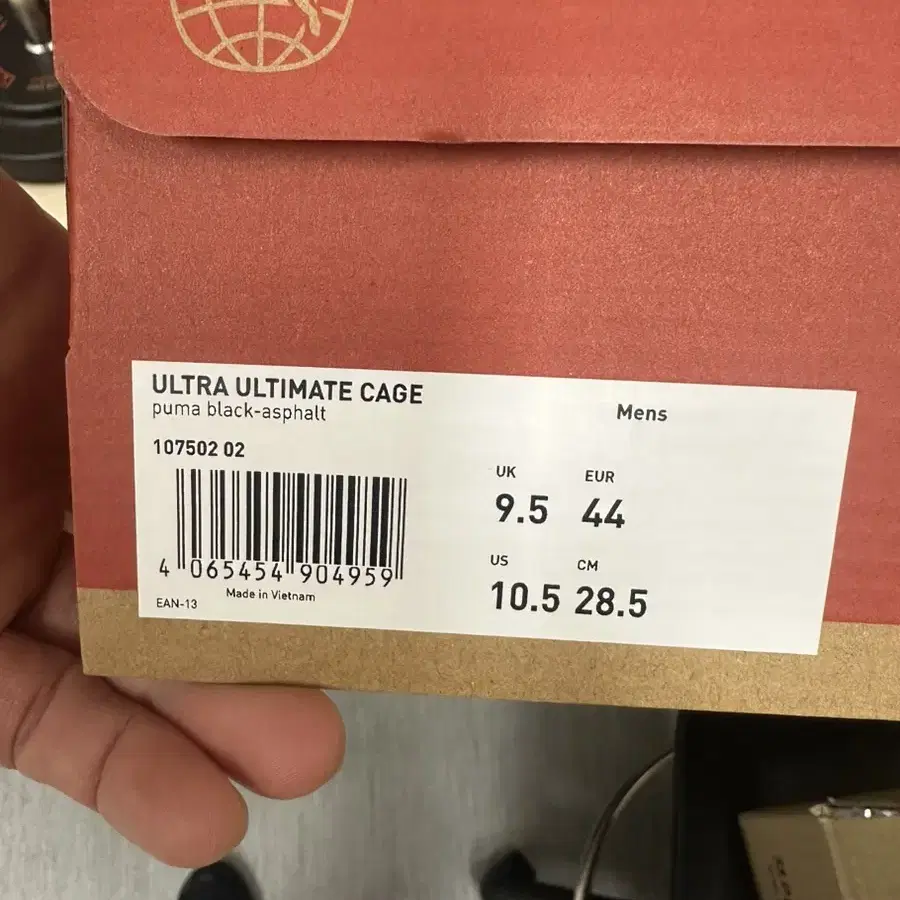 ULTRA ULTIMATE CAGE
puma black-asphalt
Mens
107502 02
UK EUR
9.5 44
US CM
10.5 28.5
4 065454 904959
Made in Vietnam
EAN-13